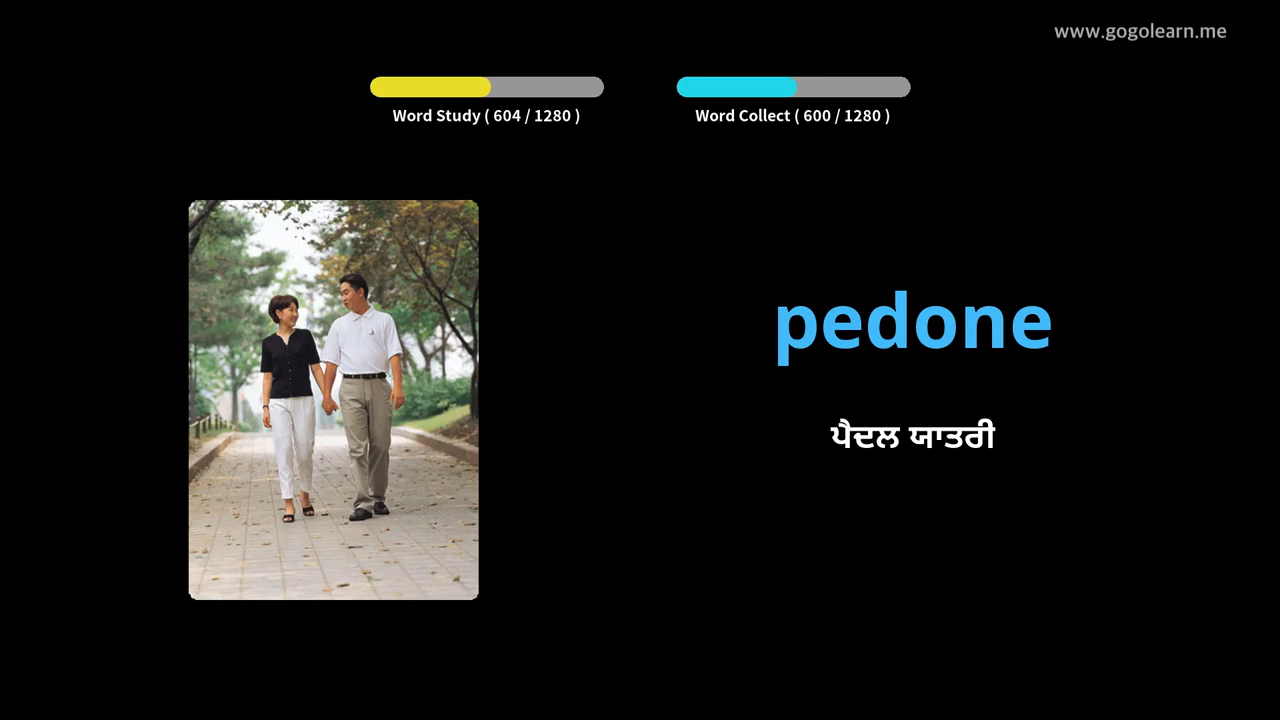 www.gogolearn.me
Word Study ( 604 / 1280 )
Word Collect ( 600 / 1280 )
pedone
ਪੈਦਲ ਯਾਤਰੀ